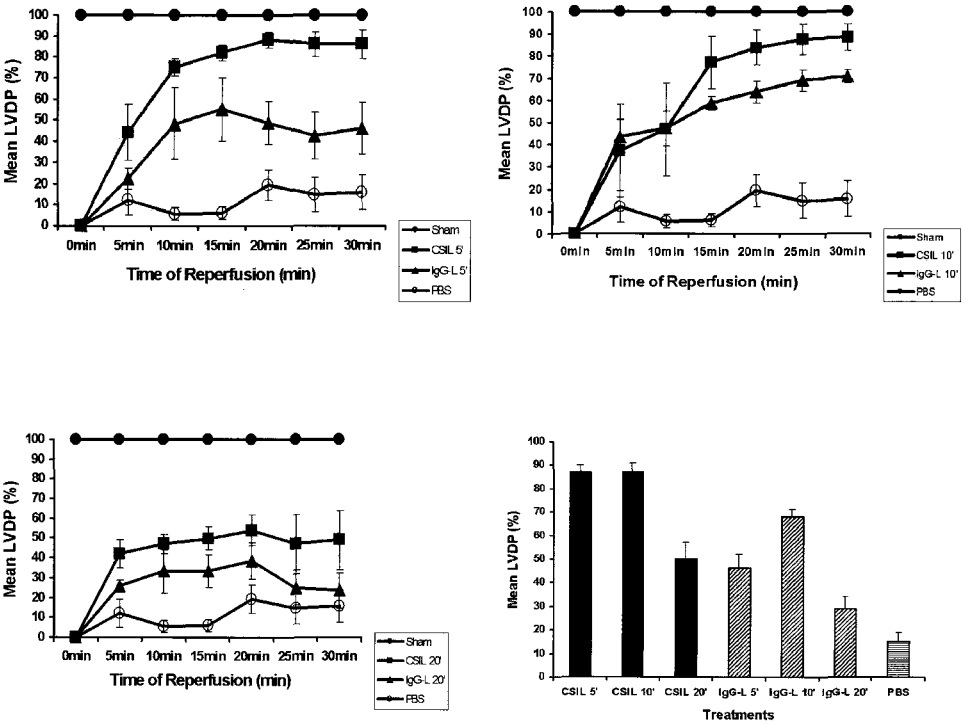 100
90
80
70
60
50
40
30
20
10
0
Mean LVDP (%)
0min 5min 10min 15min 20min 25min 30min
Time of Reperfusion (min)
Sham
CSIL 5'
IgG-L 5'
PBS
100
90
80
70
60
50
40
30
20
10
0
Mean LVDP (%)
0min 5min 10min 15min 20min 25min 30min
Time of Reperfusion (min)
Sham
CSIL 10'
IgG-L 10'
PBS
100
90
80
70
60
50
40
30
20
10
0
Mean LVDP (%)
0min 5min 10min 15min 20min 25min 30min
Time of Reperfusion (min)
Sham
CSIL 20'
IgG-L 20'
PBS
100
90
80
70
60
50
40
30
20
10
0
Mean LVDP (%)
CSIL 5' CSIL 10' CSIL 20' IgG-L 5' IgG-L 10' IgG-L 20' PBS
Treatments